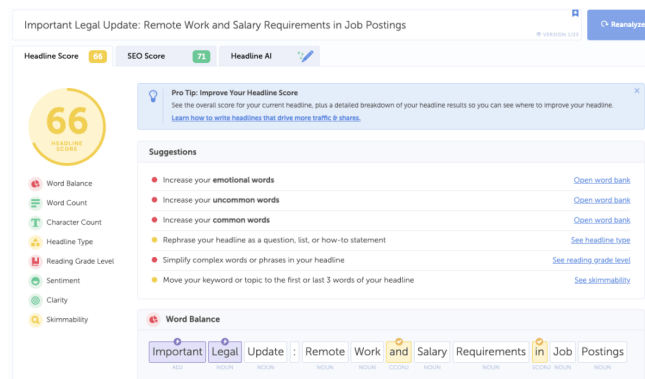 Important Legal Update: Remote Work and Salary Requirements in Job Postings
Reanalyze
Headline Score 66 SEO Score 71 Headline AI
66
HEADLINE
SCORE
Word Balance
Word Count
Character Count
Headline Type
Reading Grade Level
Sentiment
Clarity
Skimmability
Pro Tip: Improve Your Headline Score
See the overall score for your current headline, plus a detailed breakdown of your headline results so you can see where to improve your headline.
Learn how to write headlines that drive more traffic & shares.
Suggestions
Increase your emotional words Open word bank
Increase your uncommon words Open word bank
Increase your common words Open word bank
Rephrase your headline as a question, list, or how-to statement See headline type
Simplify complex words or phrases in your headline See reading grade level
Move your keyword or topic to the first or last 3 words of your headline See skimmability
Word Balance
Important Legal Update : Remote Work and Salary Requirements in Job Postings
ADJ NOUN NOUN NOUN NOUN CCONJ NOUN NOUN SCONJ NOUN NOUN